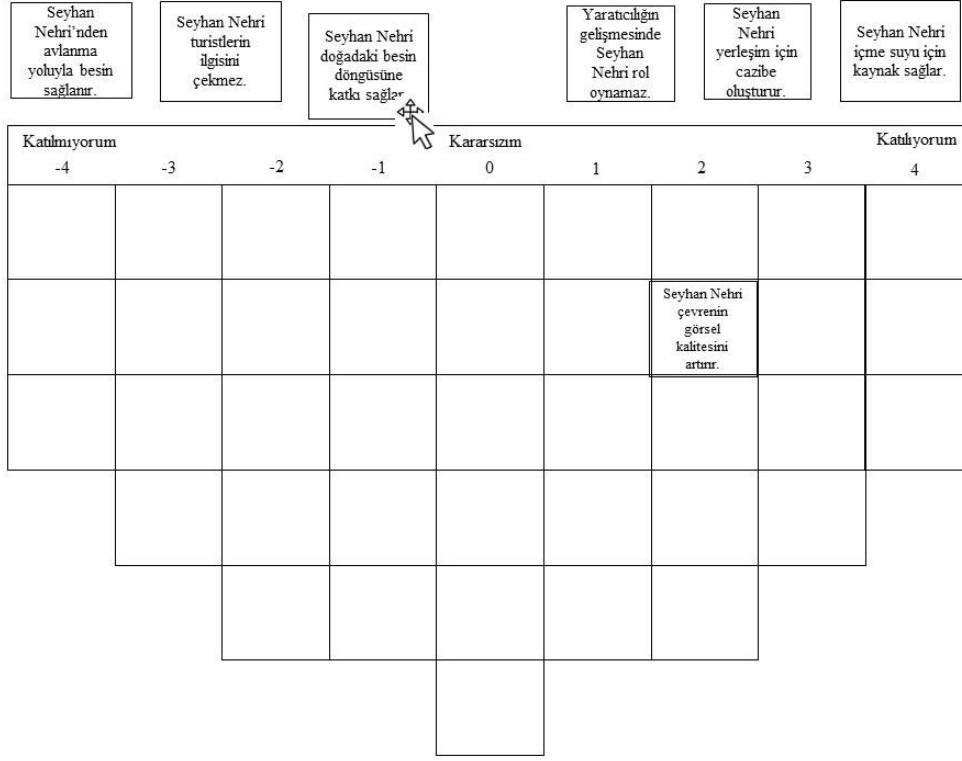 Seyhan
Nehri'nden
avlanma
yoluyla besin
sağlanır.
Seyhan Nehri
turistlerin
ilgisini
çekmez.
Seyhan Nehri
doğadaki besin
döngüsüne
katkı sağlar.
Yaratıcılığın
gelişmesinde
Seyhan
Nehri rol
oynamaz.
Seyhan
Nehri
yerleşim için
cazibe
oluşturur.
Seyhan Nehri
içme suyu için
kaynak sağlar.
Katılmıyorum Kararsızım Katılıyorum
-4 -3 -2 -1 0 1 2 3 4
Seyhan Nehri
çevrenin
görsel
kalitesini
artırır.